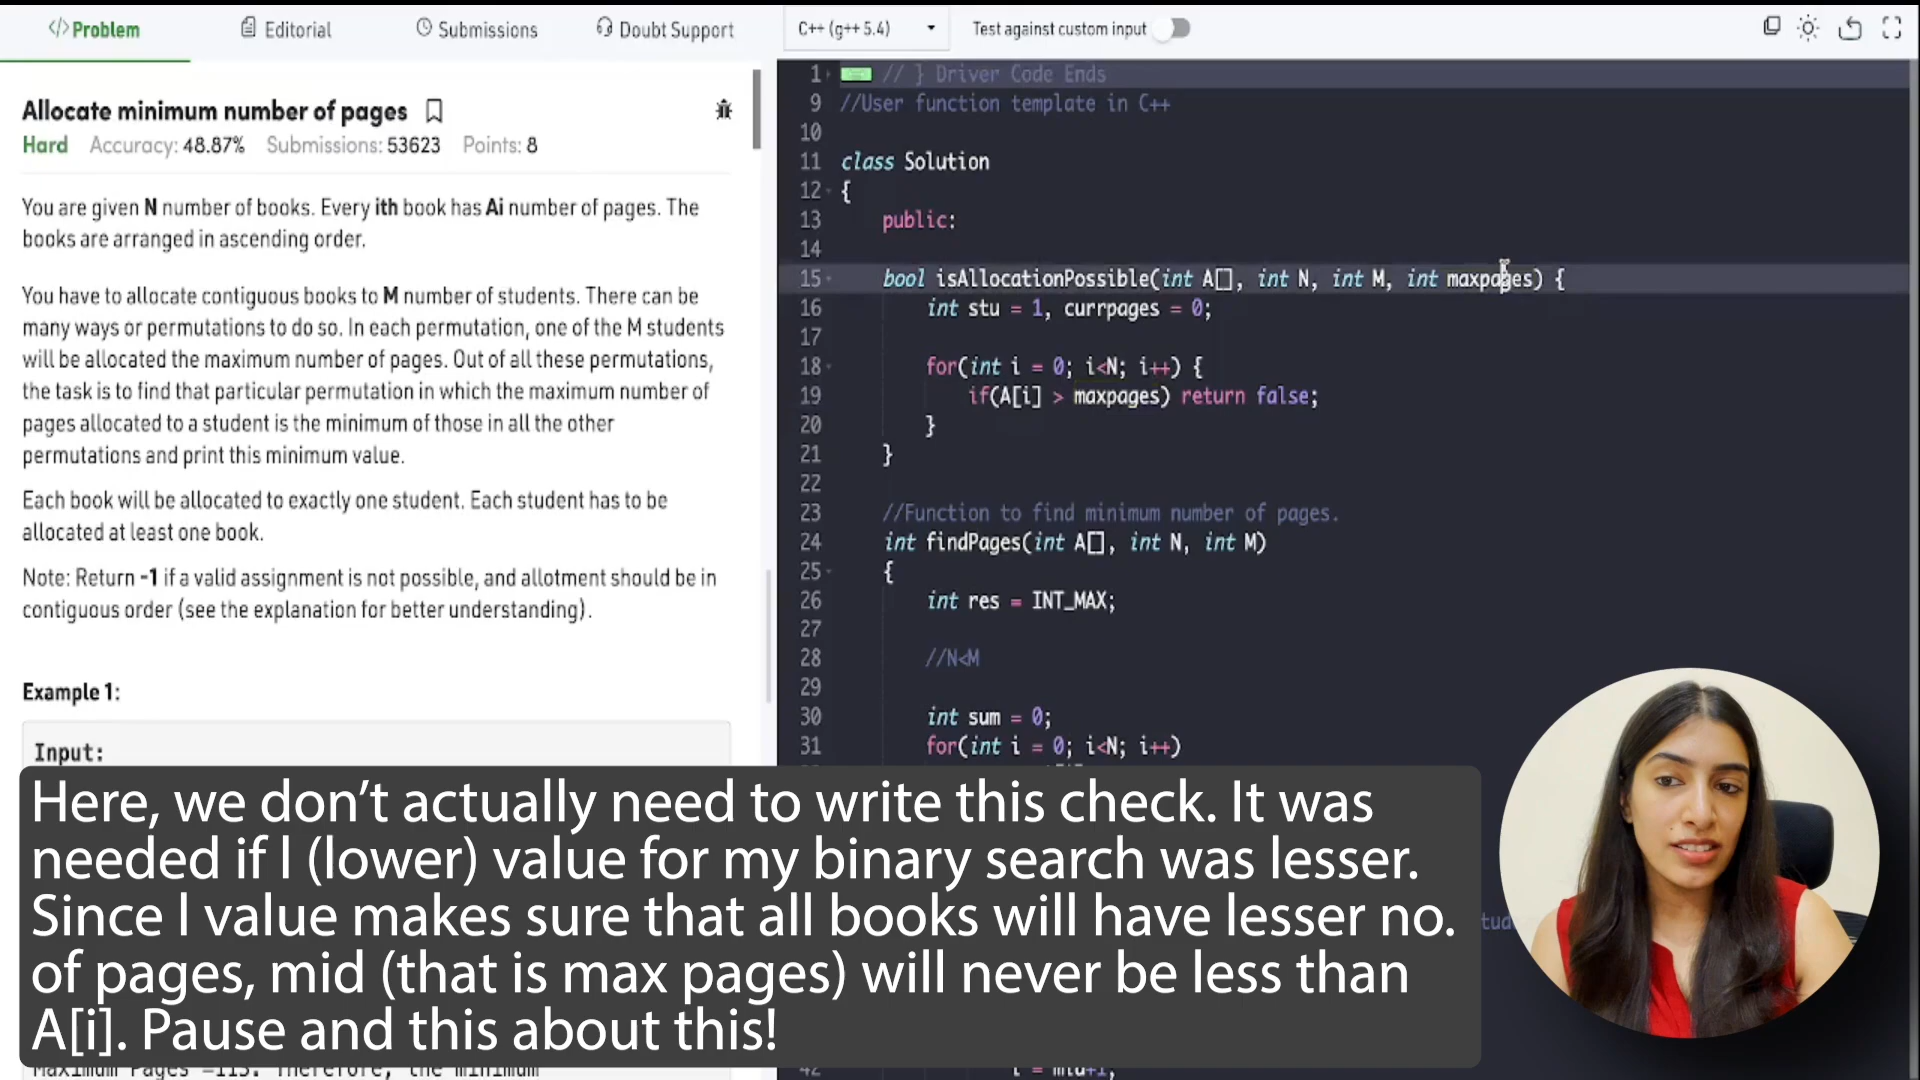 </>Problem
Editorial
Submissions
Doubt Support
C++ (g++ 5.4)
Test against custom input
Allocate minimum number of pages
Hard Accuracy: 48.87% Submissions: 53623 Points: 8
You are given N number of books. Every ith book has Ai number of pages. The
books are arranged in ascending order.
You have to allocate contiguous books to M number of students. There can be
many ways or permutations to do so. In each permutation, one of the M students
will be allocated the maximum number of pages. Out of all these permutations,
the task is to find that particular permutation in which the maximum number of
pages allocated to a student is the minimum of those in all the other
permutations and print this minimum value.
Each book will be allocated to exactly one student. Each student has to be
allocated at least one book.
Note: Return -1 if a valid assignment is not possible, and allotment should be in
contiguous order (see the explanation for better understanding).
Example 1:
Input:
1 // } Driver Code Ends
9 //User function template in C++
10
11 class Solution
12 {
13 public:
14
15 bool isAllocationPossible(int A[], int N, int M, int maxpages) {
16 int stu = 1, currpages = 0;
17
18 for(int i = 0; i<N; i++) {
19 if(A[i] > maxpages) return false;
20 }
21 }
22
23 //Function to find minimum number of pages.
24 int findPages(int A[], int N, int M)
25 {
26 int res = INT_MAX;
27
28 //N<M
29
30 int sum = 0;
31 for(int i = 0; i<N; i++)
Here, we don’t actually need to write this check. It was
needed if l (lower) value for my binary search was lesser.
Since l value makes sure that all books will have lesser no.
of pages, mid (that is max pages) will never be less than
A[i]. Pause and this about this!